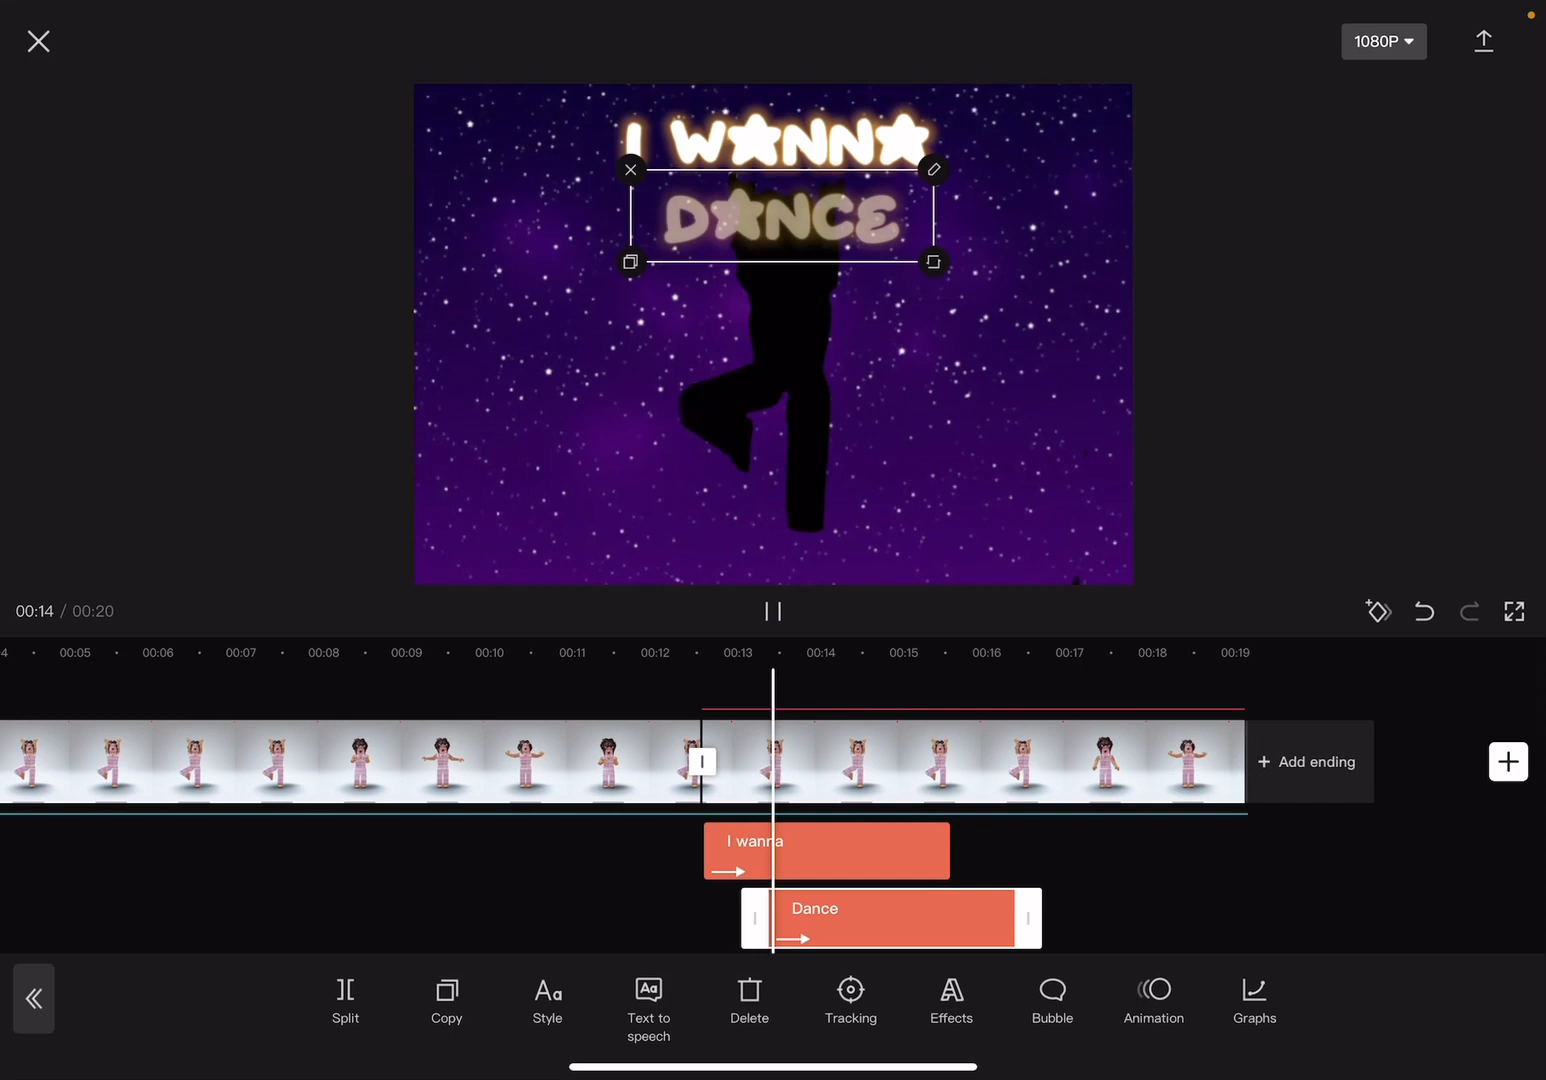 1080P
I WANNA
DANCE
00:14 / 00:20
4 00:05 00:06 00:07 00:08 00:09 00:10 00:11 00:12 00:13 00:14 00:15 00:16 00:17 00:18 00:19
+ Add ending
I wanna
Dance
Split Copy Style Text to speech Delete Tracking Effects Bubble Animation Graphs